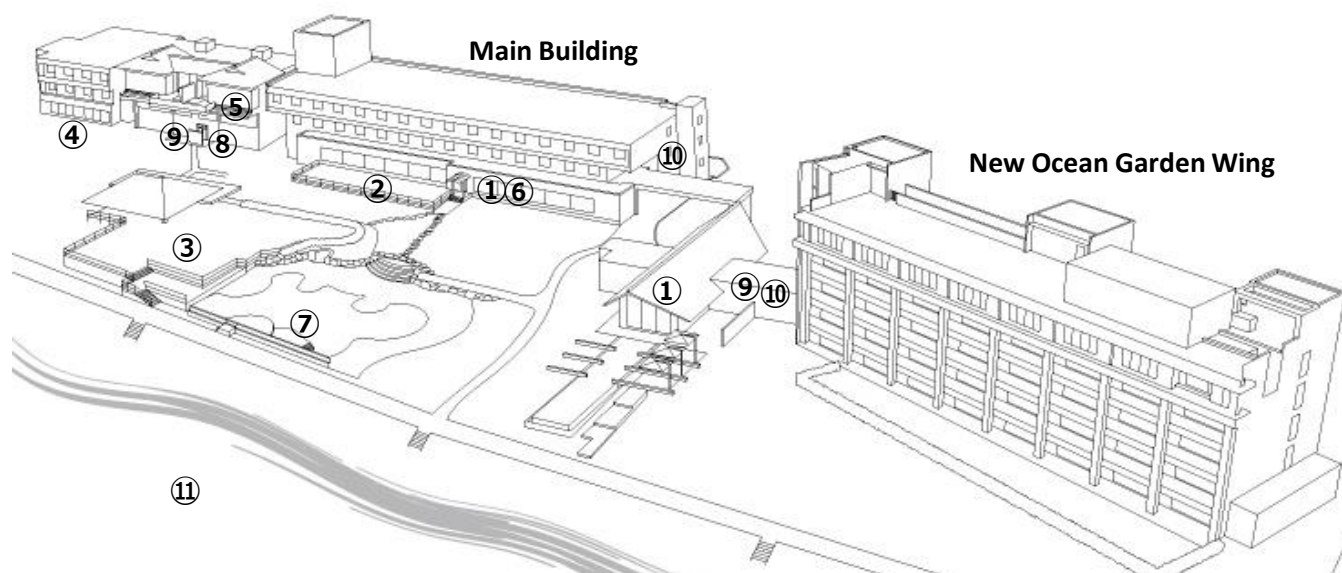 Main Building
⑤
④
⑨ ⑧
⑩
New Ocean Garden Wing
② ① ⑥
③
① ⑨ ⑩
⑦
⑪